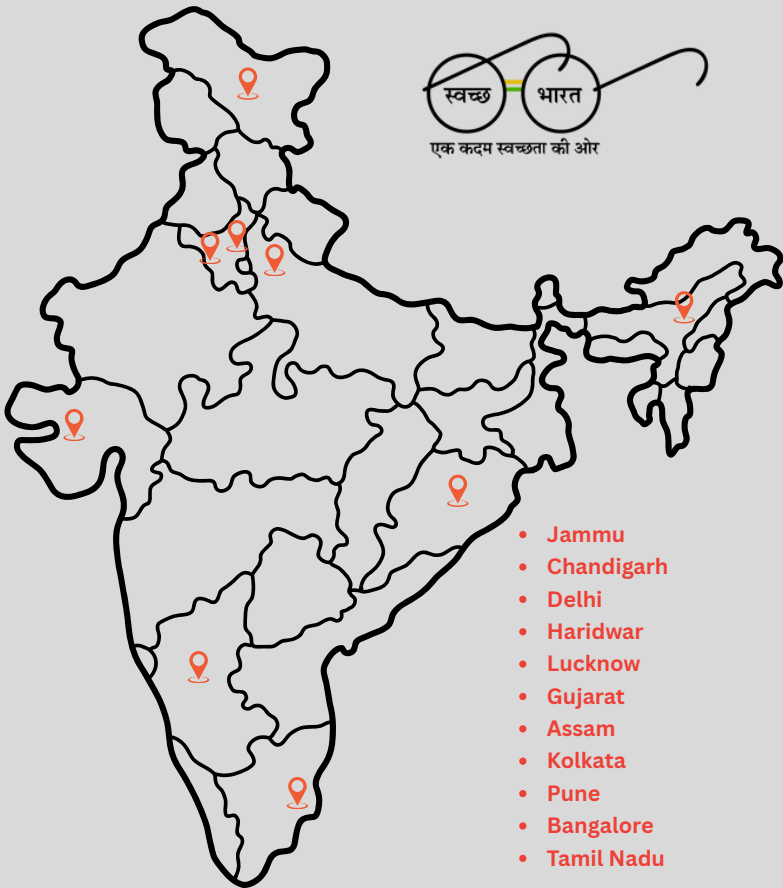 स्वच्छ भारत
एक कदम स्वच्छता की ओर
Jammu
Chandigarh
Delhi
Haridwar
Lucknow
Gujarat
Assam
Kolkata
Pune
Bangalore
Tamil Nadu